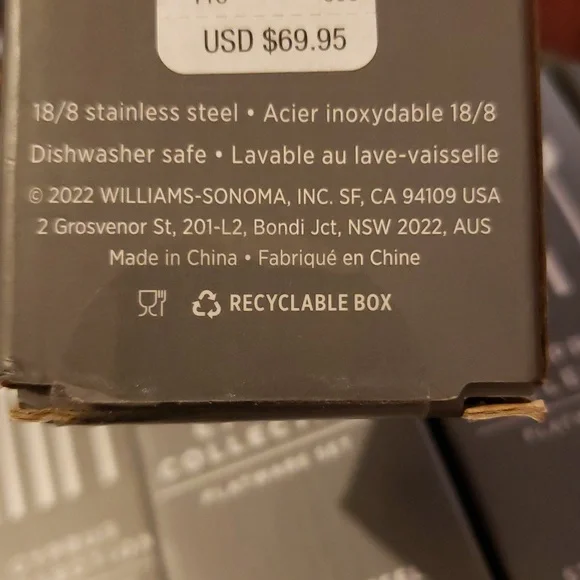 USD $69.95
18/8 stainless steel • Acier inoxydable 18/8
Dishwasher safe • Lavable au lave-vaisselle
© 2022 WILLIAMS-SONOMA, INC. SF, CA 94109 USA
2 Grosvenor St, 201-L2, Bondi Jct, NSW 2022, AUS
Made in China • Fabriqué en Chine
RECYCLABLE BOX
FLATWARE SET